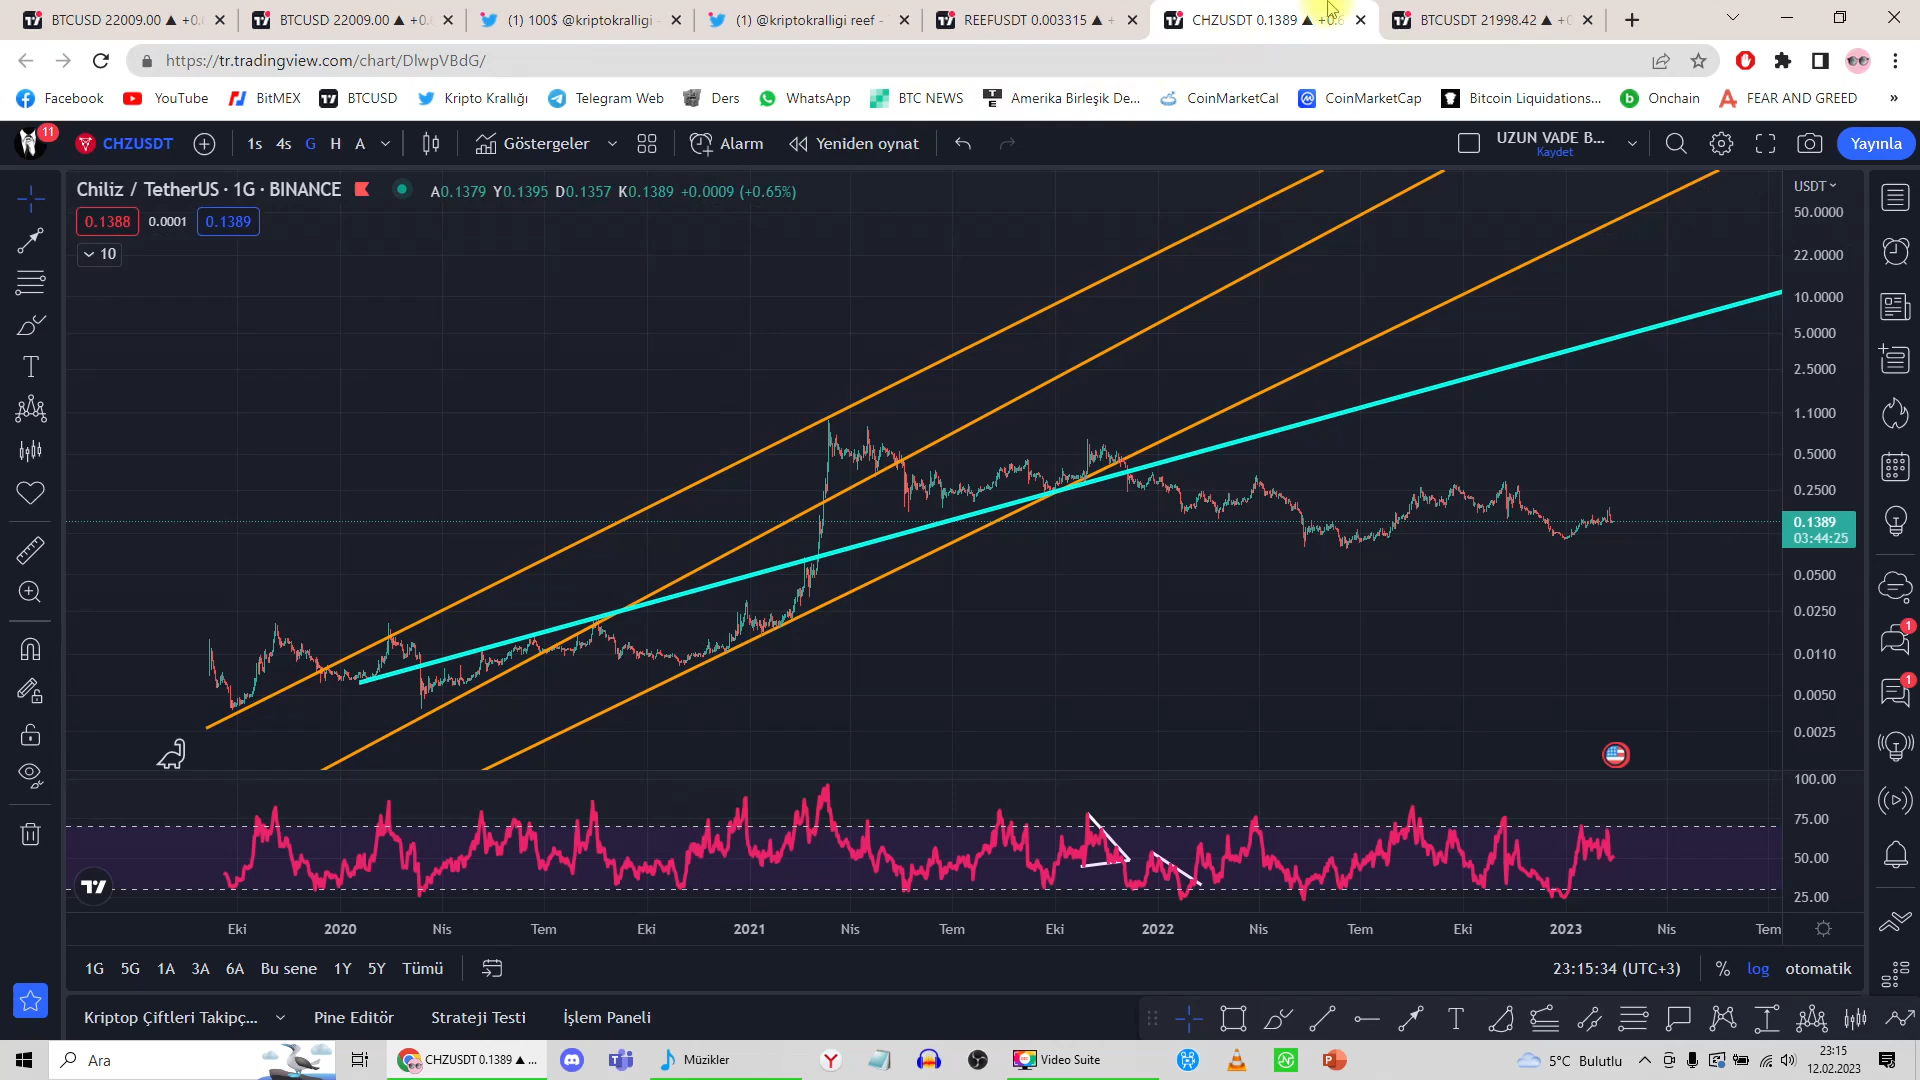 BTCUSD 22009.00 ▲ +0.
BTCUSD 22009.00 ▲ +0.
(1) 100$ @kriptokralligi -
(1) @kriptokralligi reef -
REEFUSDT 0.003315 ▲ +
CHZUSDT 0.1389 ▲ +0.6
BTCUSDT 21998.42 ▲ +0
https://tr.tradingview.com/chart/DlwpVBdG/
Facebook
YouTube
BitMEX
BTCUSD
Kripto Krallığı
Telegram Web
Ders
WhatsApp
BTC NEWS
Amerika Birleşik De...
CoinMarketCal
CoinMarketCap
Bitcoin Liquidations...
Onchain
FEAR AND GREED
»
11
CHZUSDT
1s 4s G H A
Göstergeler
Alarm
Yeniden oynat
UZUN VADE B...
Kaydet
Yayınla
Chiliz / TetherUS · 1G · BINANCE
A0.1379 Y0.1395 D0.1357 K0.1389 +0.0009 (+0.65%)
0.1388 0.0001 0.1389
10
USDT
50.0000
22.0000
10.0000
5.0000
2.5000
1.1000
0.5000
0.2500
0.1389
03:44:25
0.0500
0.0250
0.0110
0.0050
0.0025
100.00
75.00
50.00
25.00
1
1
Eki 2020 Nis Tem Eki 2021 Nis Tem Eki 2022 Nis Tem Eki 2023 Nis Tem
1G 5G 1A 3A 6A Bu sene 1Y 5Y Tümü
23:15:34 (UTC+3) % log otomatik
Kriptop Çiftleri Takipç...
Pine Editör
Strateji Testi
İşlem Paneli
Ara
CHZUSDT 0.1389 ▲ ...
Müzikler
Video Suite
5°C Bulutlu
23:15
12.02.2023